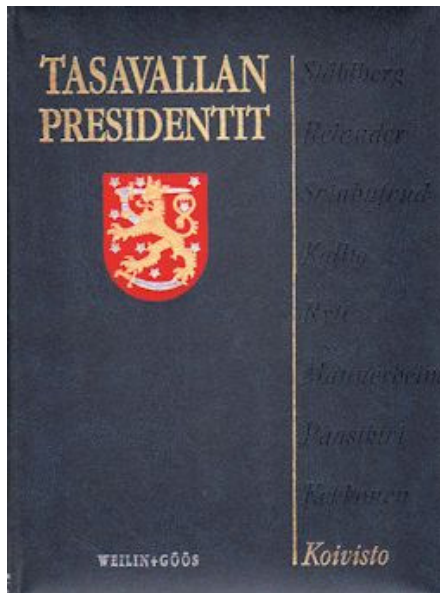 TASAVALLAN
PRESIDENTIT
Ståhlberg
Relander
Svinhufvud
Kallio
Ryti
Mannerheim
Paasikivi
Kekkonen
Koivisto
WEILIN+GÖÖS